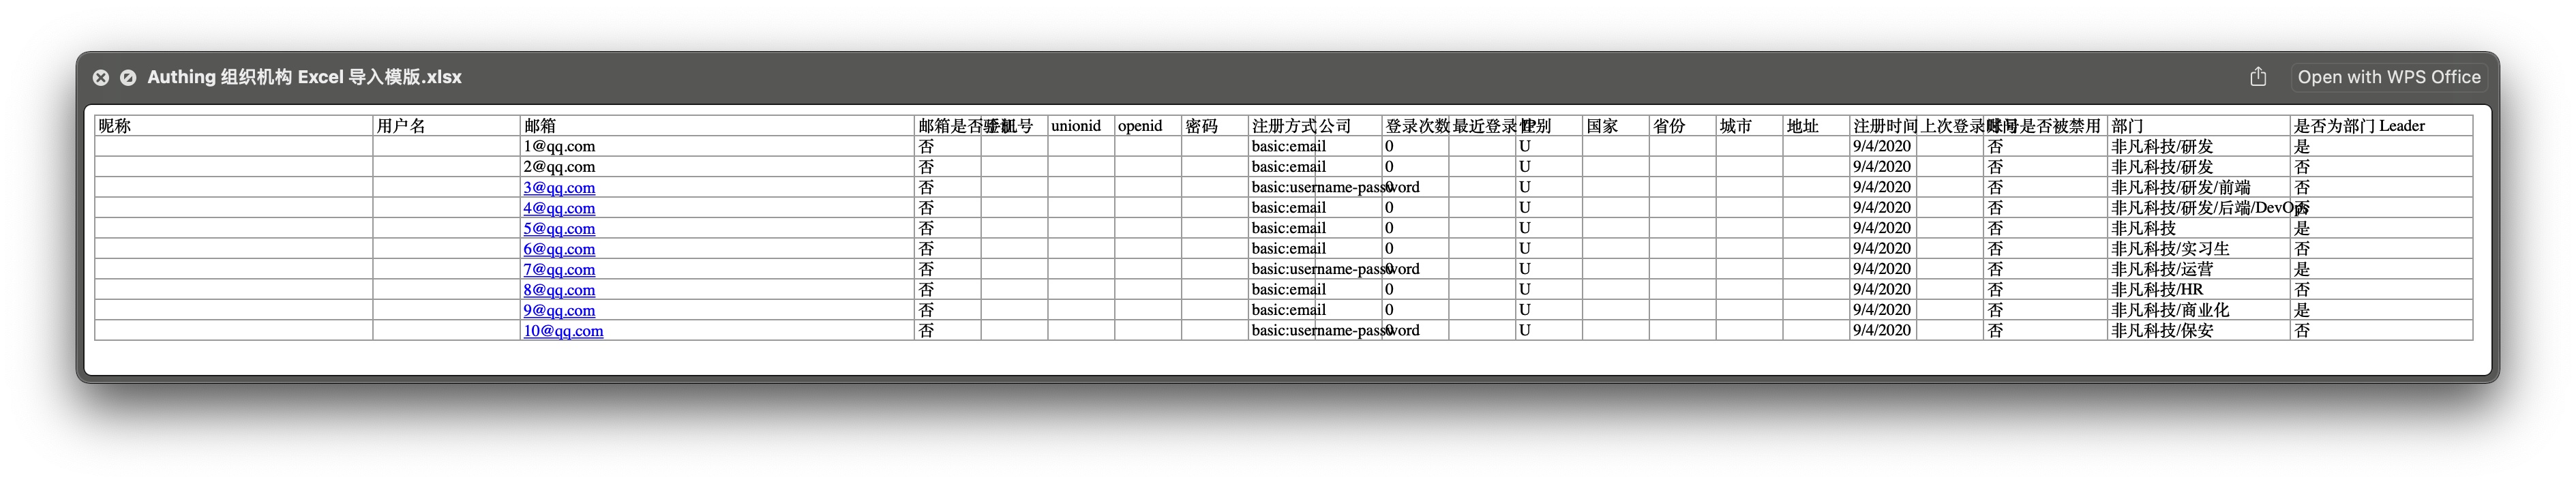 Authing 组织机构 Excel 导入模版.xlsx Open with WPS Office
昵称 用户名 邮箱 邮箱是否验证 手机号 unionid openid 密码 注册方式 公司 登录次数 最近登录 IP 性别 国家 省份 城市 地址 注册时间 上次登录时间 账号是否被禁用 部门 是否为部门 Leader
1@qq.com 否 basic:email 0 U 9/4/2020 否 非凡科技/研发 是
2@qq.com 否 basic:email 0 U 9/4/2020 否 非凡科技/研发 否
3@qq.com 否 basic:username-password 0 U 9/4/2020 否 非凡科技/研发/前端 否
4@qq.com 否 basic:email 0 U 9/4/2020 否 非凡科技/研发/后端/DevOps 否
5@qq.com 否 basic:email 0 U 9/4/2020 否 非凡科技 是
6@qq.com 否 basic:email 0 U 9/4/2020 否 非凡科技/实习生 否
7@qq.com 否 basic:username-password 0 U 9/4/2020 否 非凡科技/运营 是
8@qq.com 否 basic:email 0 U 9/4/2020 否 非凡科技/HR 否
9@qq.com 否 basic:email 0 U 9/4/2020 否 非凡科技/商业化 是
10@qq.com 否 basic:username-password 0 U 9/4/2020 否 非凡科技/保安 否